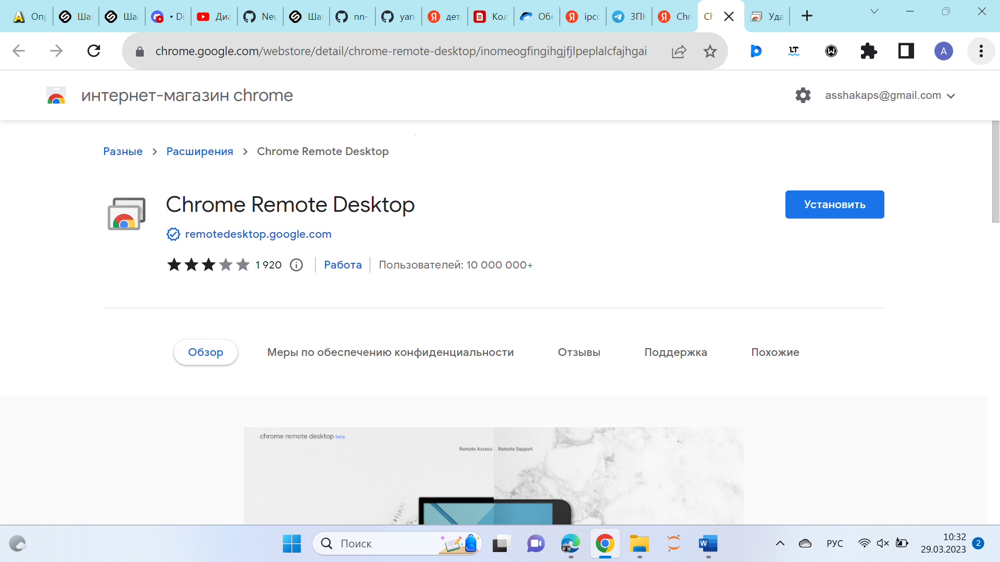 Опр
Шаг
Шаг
• Di
Диа
Neu
Шаг
nn-
yan
дете
Кол
Обм
ipcc
ЗПК
Chr
Ch
Уда
chrome.google.com/webstore/detail/chrome-remote-desktop/inomeogfingihgjfjlpeplalcfajhgai
LT
A
интернет-магазин chrome
asshakaps@gmail.com
Разные > Расширения > Chrome Remote Desktop
Chrome Remote Desktop
Установить
remotedesktop.google.com
1 920
Работа
Пользователей: 10 000 000+
Обзор
Меры по обеспечению конфиденциальности
Отзывы
Поддержка
Похожие
chrome remote desktop beta
Remote Access
Remote Support
Поиск
РУС
10:32
29.03.2023
2